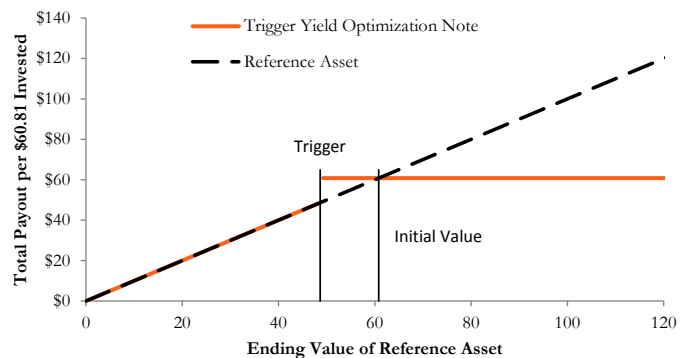 $140
Trigger Yield Optimization Note
$120
Reference Asset
$100
$80
Trigger
$60
$40
Initial Value
$20
$0
0 20 40 60 80 100 120
Total Payout per $60.81 Invested
Ending Value of Reference Asset